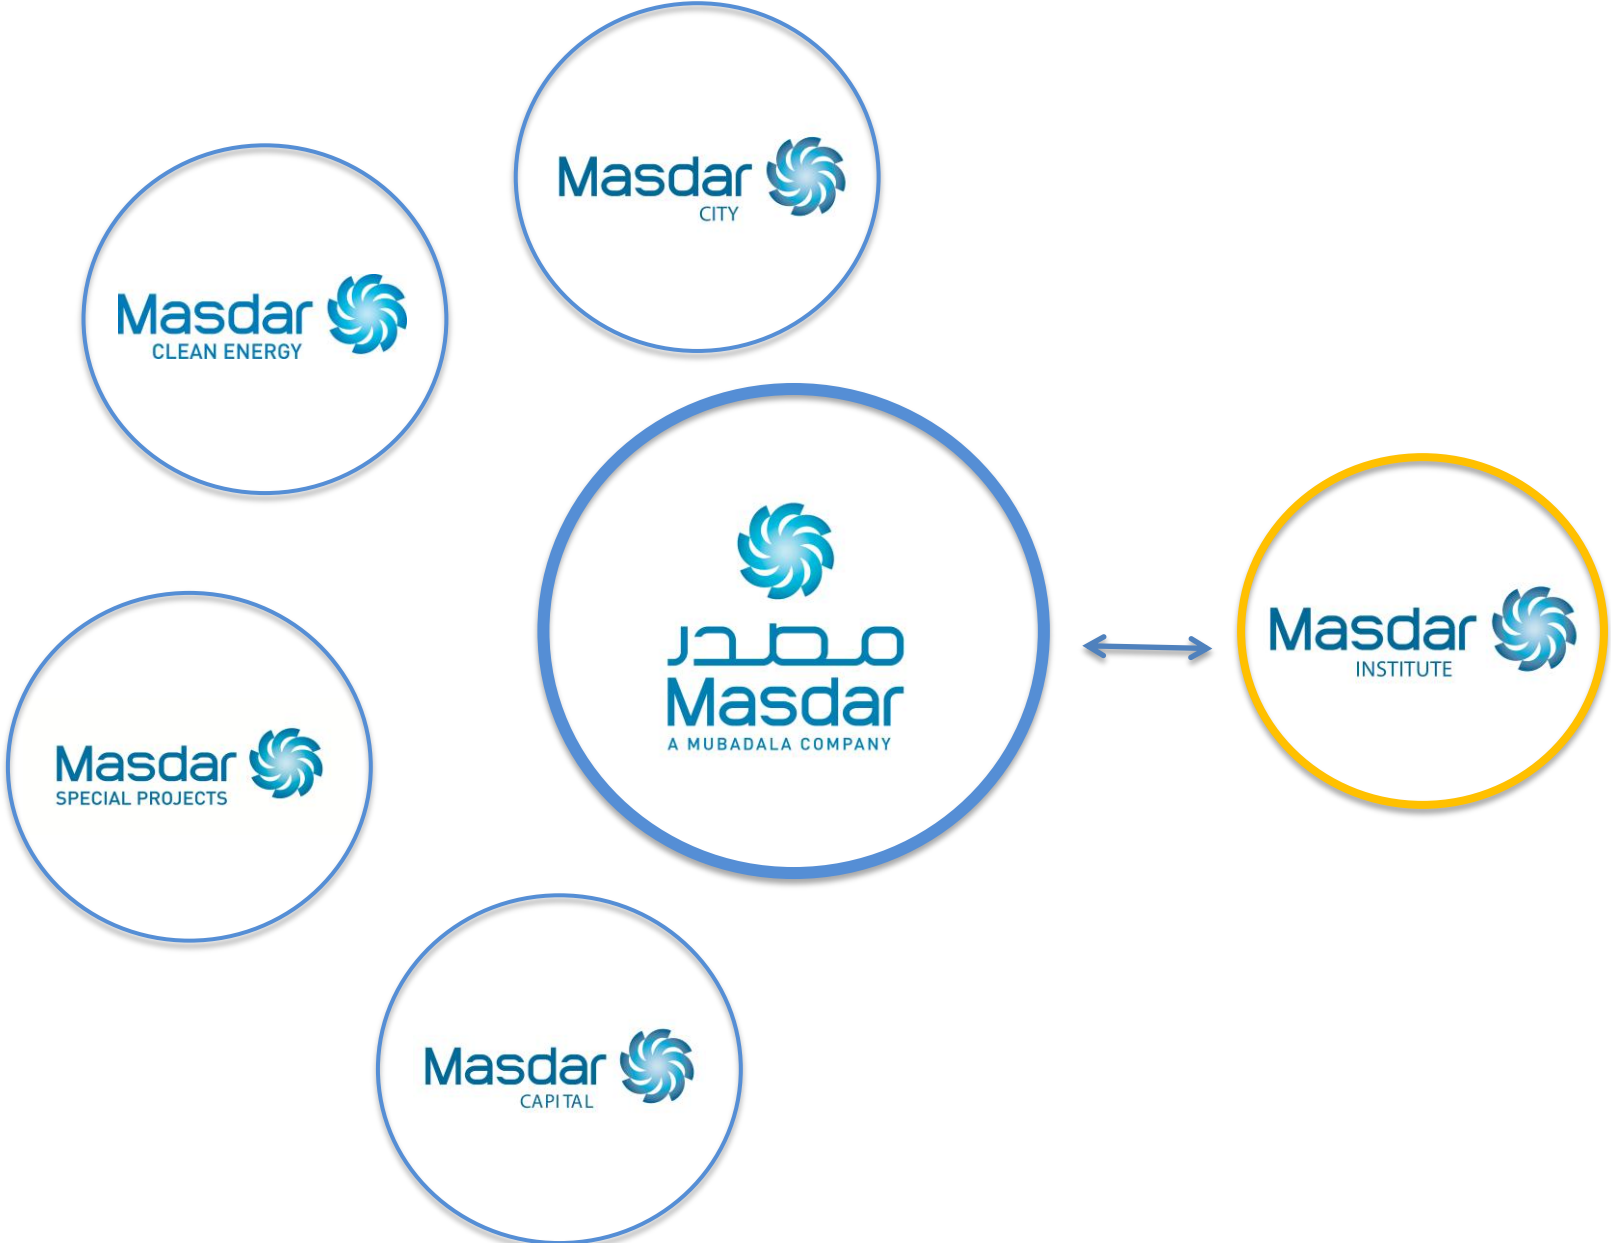 Masdar
CITY
Masdar
CLEAN ENERGY
مصدر
Masdar
A MUBADALA COMPANY
Masdar
INSTITUTE
Masdar
SPECIAL PROJECTS
Masdar
CAPITAL